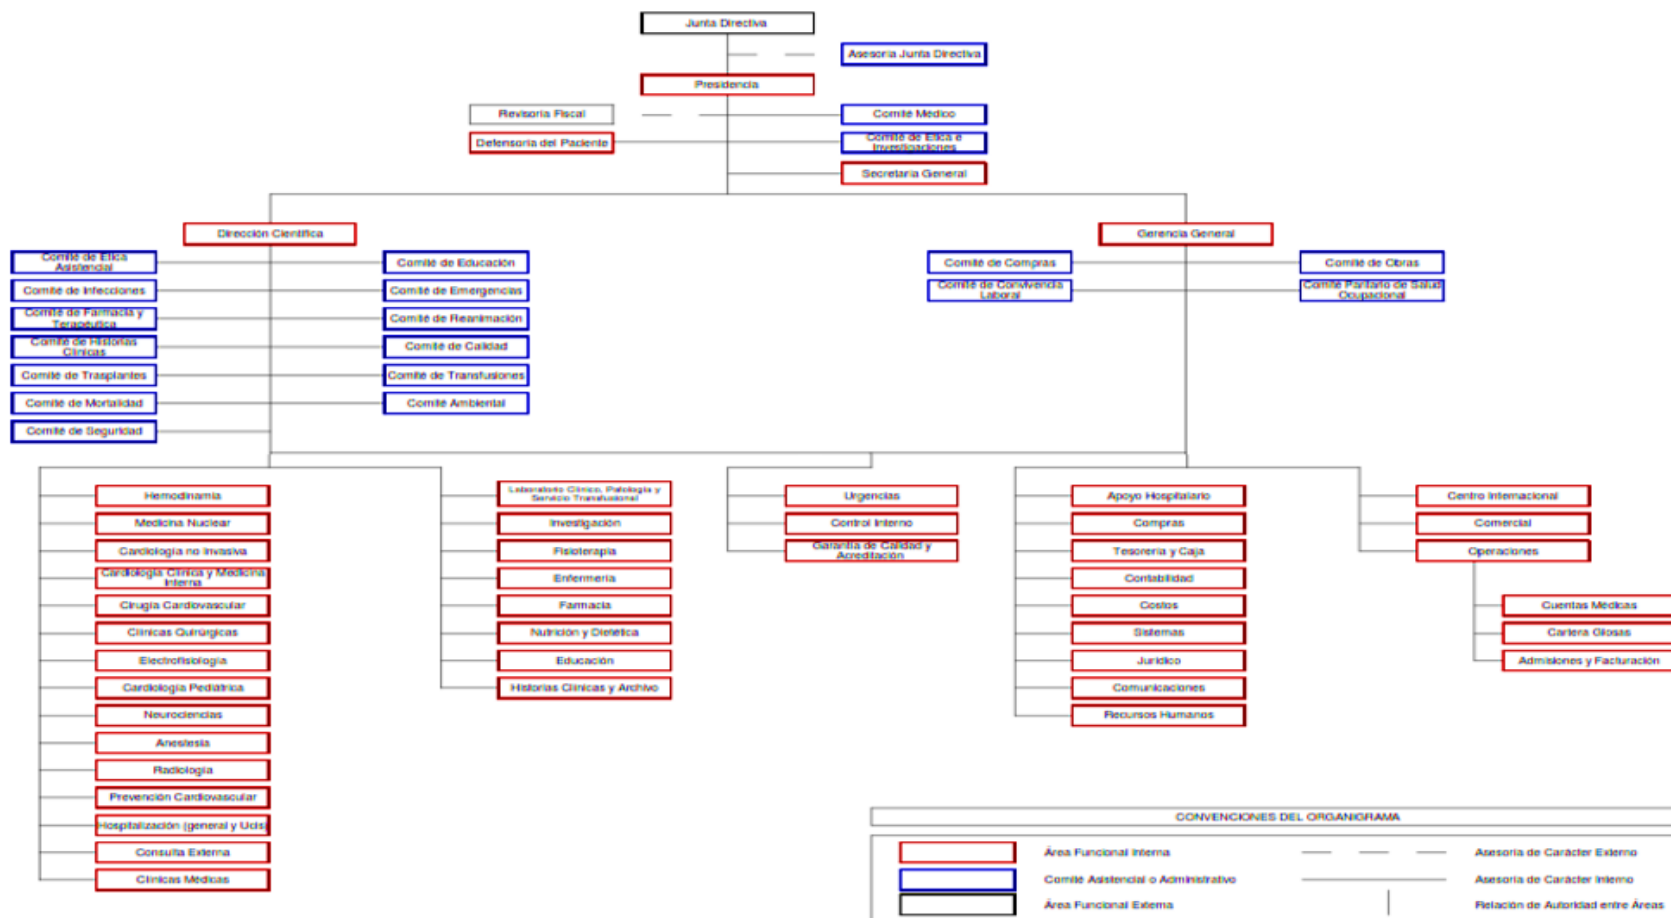 Junta Directiva
Asesoría Junta Directiva
Presidencia
Revisoría Fiscal
Comité Médico
Defensoría del Paciente
Comité de Etica e
Investigaciones
Secretaría General
Dirección Científica
Gerencia General
Comité de Etica
Asistencial
Comité de Educación
Comité de Compras
Comité de Obras
Comité de Infecciones
Comité de Emergencias
Comité de Convivencia
Laboral
Comité Paritario de Salud
Ocupacional
Comité de Farmacia y
Terapéutica
Comité de Reanimación
Comité de Historias
Clínicas
Comité de Calidad
Comité de Trasplantes
Comité de Transfusiones
Comité de Mortalidad
Comité Ambiental
Comité de Seguridad
Hemodinamia
Medicina Nuclear
Cardiología no Invasiva
Cardiología Clínica y Medicina
Interna
Cirugía Cardiovascular
Clínicas Quirúrgicas
Electrofisiología
Cardiología Pediátrica
Neurociencias
Anestesia
Radiología
Prevención Cardiovascular
Hospitalización (general y Ucis)
Consulta Externa
Clínicas Médicas
Laboratorio Clínico, Patología y
Servicio Transfusional
Investigación
Fisioterapia
Enfermería
Farmacia
Nutrición y Dietética
Educación
Historias Clínicas y Archivo
Urgencias
Control Interno
Garantía de Calidad y
Acreditación
Apoyo Hospitalario
Compras
Tesorería y Caja
Contabilidad
Costos
Sistemas
Jurídico
Comunicaciones
Recursos Humanos
Centro Internacional
Comercial
Operaciones
Cuentas Médicas
Cartera Glosas
Admisiones y Facturación
CONVENCIONES DEL ORGANIGRAMA
Área Funcional Interna
Asesoría de Carácter Externo
Comité Asistencial o Administrativo
Asesoría de Carácter Interno
Área Funcional Externa
Relación de Autoridad entre Áreas